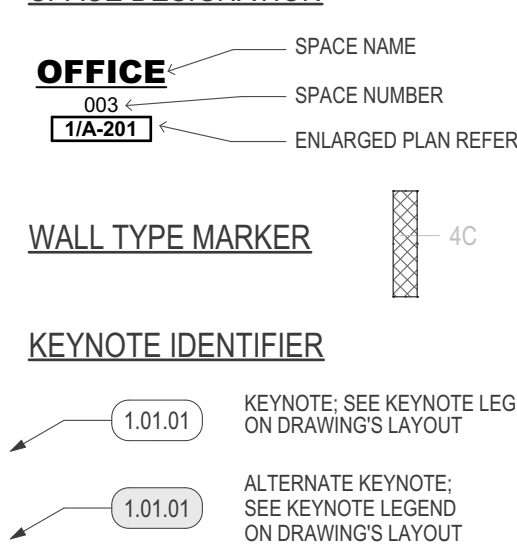 SPACE DESIGNATION
OFFICE
003
1/A-201
SPACE NAME
SPACE NUMBER
ENLARGED PLAN REFER
WALL TYPE MARKER
4C
KEYNOTE IDENTIFIER
1.01.01
KEYNOTE; SEE KEYNOTE LEG
ON DRAWING'S LAYOUT
1.01.01
ALTERNATE KEYNOTE;
SEE KEYNOTE LEGEND
ON DRAWING'S LAYOUT